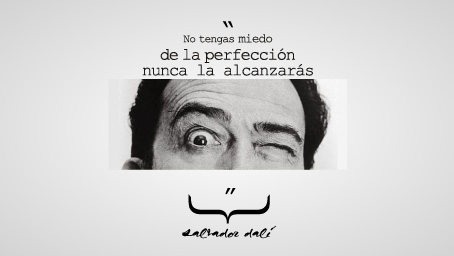 "
No tengas miedo
de la perfección
nunca la alcanzarás
"
salvador dalí